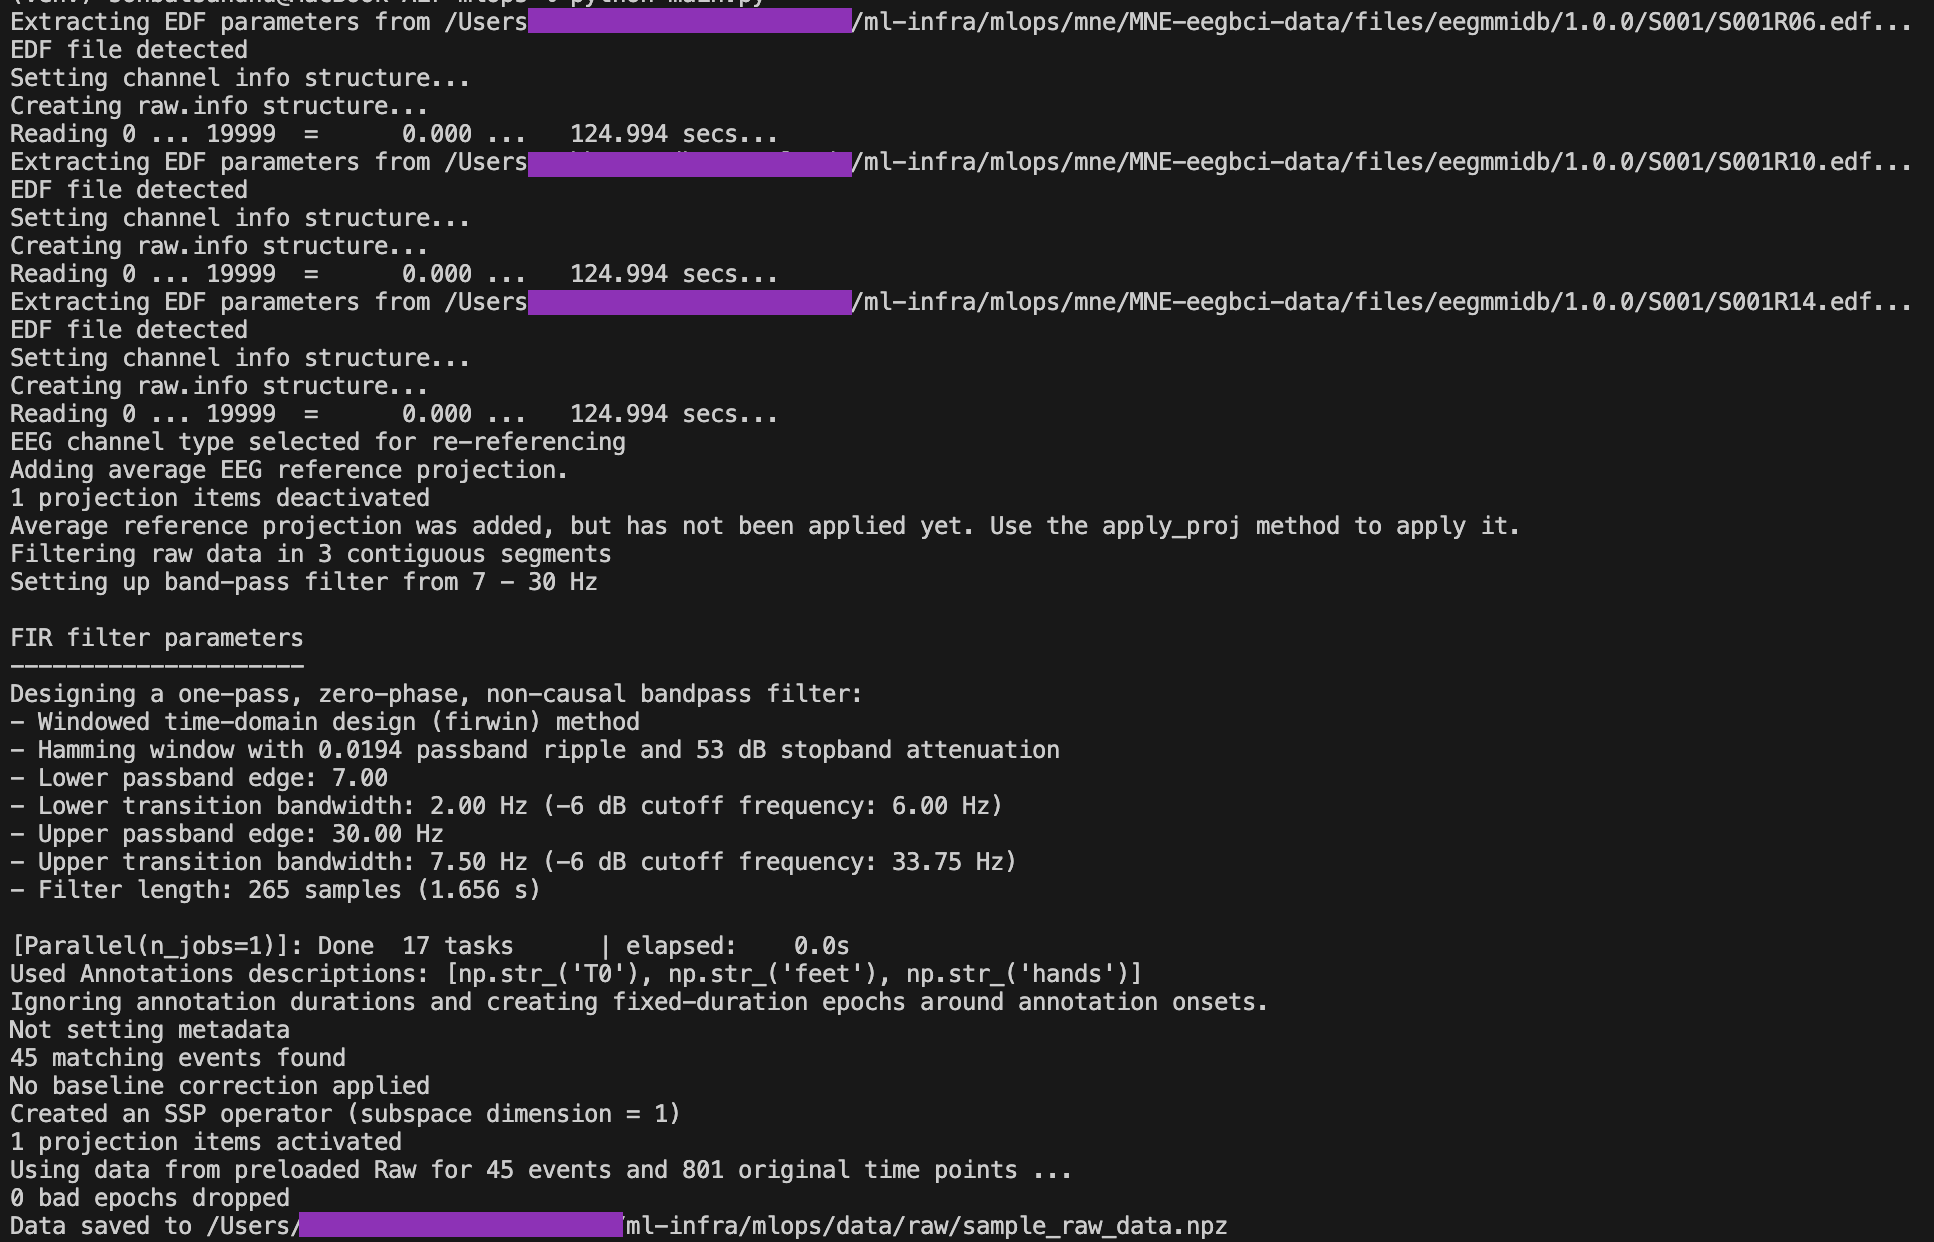 python main.py
Extracting EDF parameters from /Users /ml-infra/mlops/mne/MNE-eegbci-data/files/eegmmidb/1.0.0/S001/S001R06.edf...
EDF file detected
Setting channel info structure...
Creating raw.info structure...
Reading 0 ... 19999  =      0.000 ...   124.994 secs...
Extracting EDF parameters from /Users /ml-infra/mlops/mne/MNE-eegbci-data/files/eegmmidb/1.0.0/S001/S001R10.edf...
EDF file detected
Setting channel info structure...
Creating raw.info structure...
Reading 0 ... 19999  =      0.000 ...   124.994 secs...
Extracting EDF parameters from /Users /ml-infra/mlops/mne/MNE-eegbci-data/files/eegmmidb/1.0.0/S001/S001R14.edf...
EDF file detected
Setting channel info structure...
Creating raw.info structure...
Reading 0 ... 19999  =      0.000 ...   124.994 secs...
EEG channel type selected for re-referencing
Adding average EEG reference projection.
1 projection items deactivated
Average reference projection was added, but has not been applied yet. Use the apply_proj method to apply it.
Filtering raw data in 3 contiguous segments
Setting up band-pass filter from 7 - 30 Hz
FIR filter parameters
---------------------
Designing a one-pass, zero-phase, non-causal bandpass filter:
- Windowed time-domain design (firwin) method
- Hamming window with 0.0194 passband ripple and 53 dB stopband attenuation
- Lower passband edge: 7.00
- Lower transition bandwidth: 2.00 Hz (-6 dB cutoff frequency: 6.00 Hz)
- Upper passband edge: 30.00 Hz
- Upper transition bandwidth: 7.50 Hz (-6 dB cutoff frequency: 33.75 Hz)
- Filter length: 265 samples (1.656 s)
[Parallel(n_jobs=1)]: Done  17 tasks      | elapsed:    0.0s
Used Annotations descriptions: [np.str_('T0'), np.str_('feet'), np.str_('hands')]
Ignoring annotation durations and creating fixed-duration epochs around annotation onsets.
Not setting metadata
45 matching events found
No baseline correction applied
Created an SSP operator (subspace dimension = 1)
1 projection items activated
Using data from preloaded Raw for 45 events and 801 original time points ...
0 bad epochs dropped
Data saved to /Users/ ml-infra/mlops/data/raw/sample_raw_data.npz